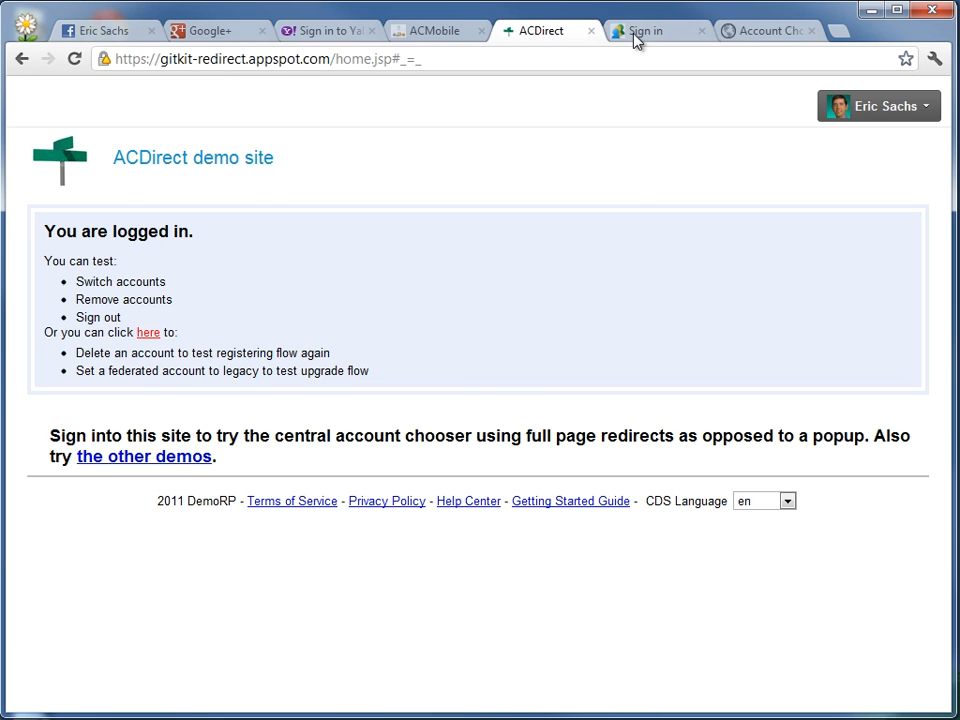 Eric Sachs
Google+
Sign in to Ya
ACMobile
ACDirect
Sign in
Account Cho
https://gitkit-redirect.appspot.com/home.jsp#_=_
Eric Sachs
ACDirect demo site
You are logged in.
You can test:
Switch accounts
Remove accounts
Sign out
Or you can click here to:
Delete an account to test registering flow again
Set a federated account to legacy to test upgrade flow
Sign into this site to try the central account chooser using full page redirects as opposed to a popup. Also
try the other demos.
2011 DemoRP - Terms of Service - Privacy Policy - Help Center - Getting Started Guide - CDS Language en